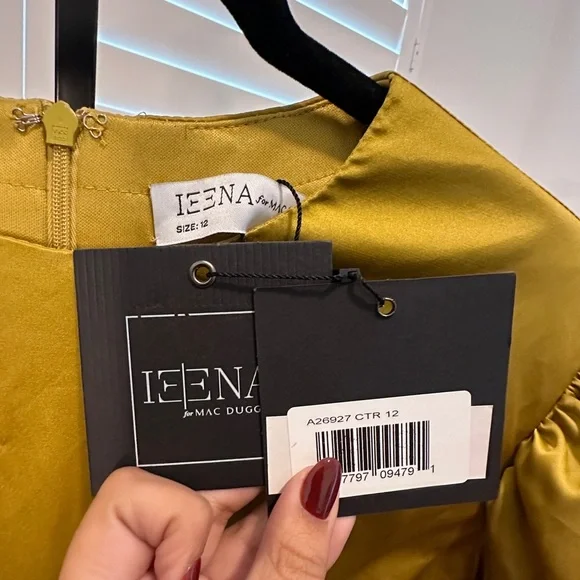 IEENA for MAC
SIZE: 12
IEENA
for MAC DUGG
A26927 CTR 12
7797 09479 1